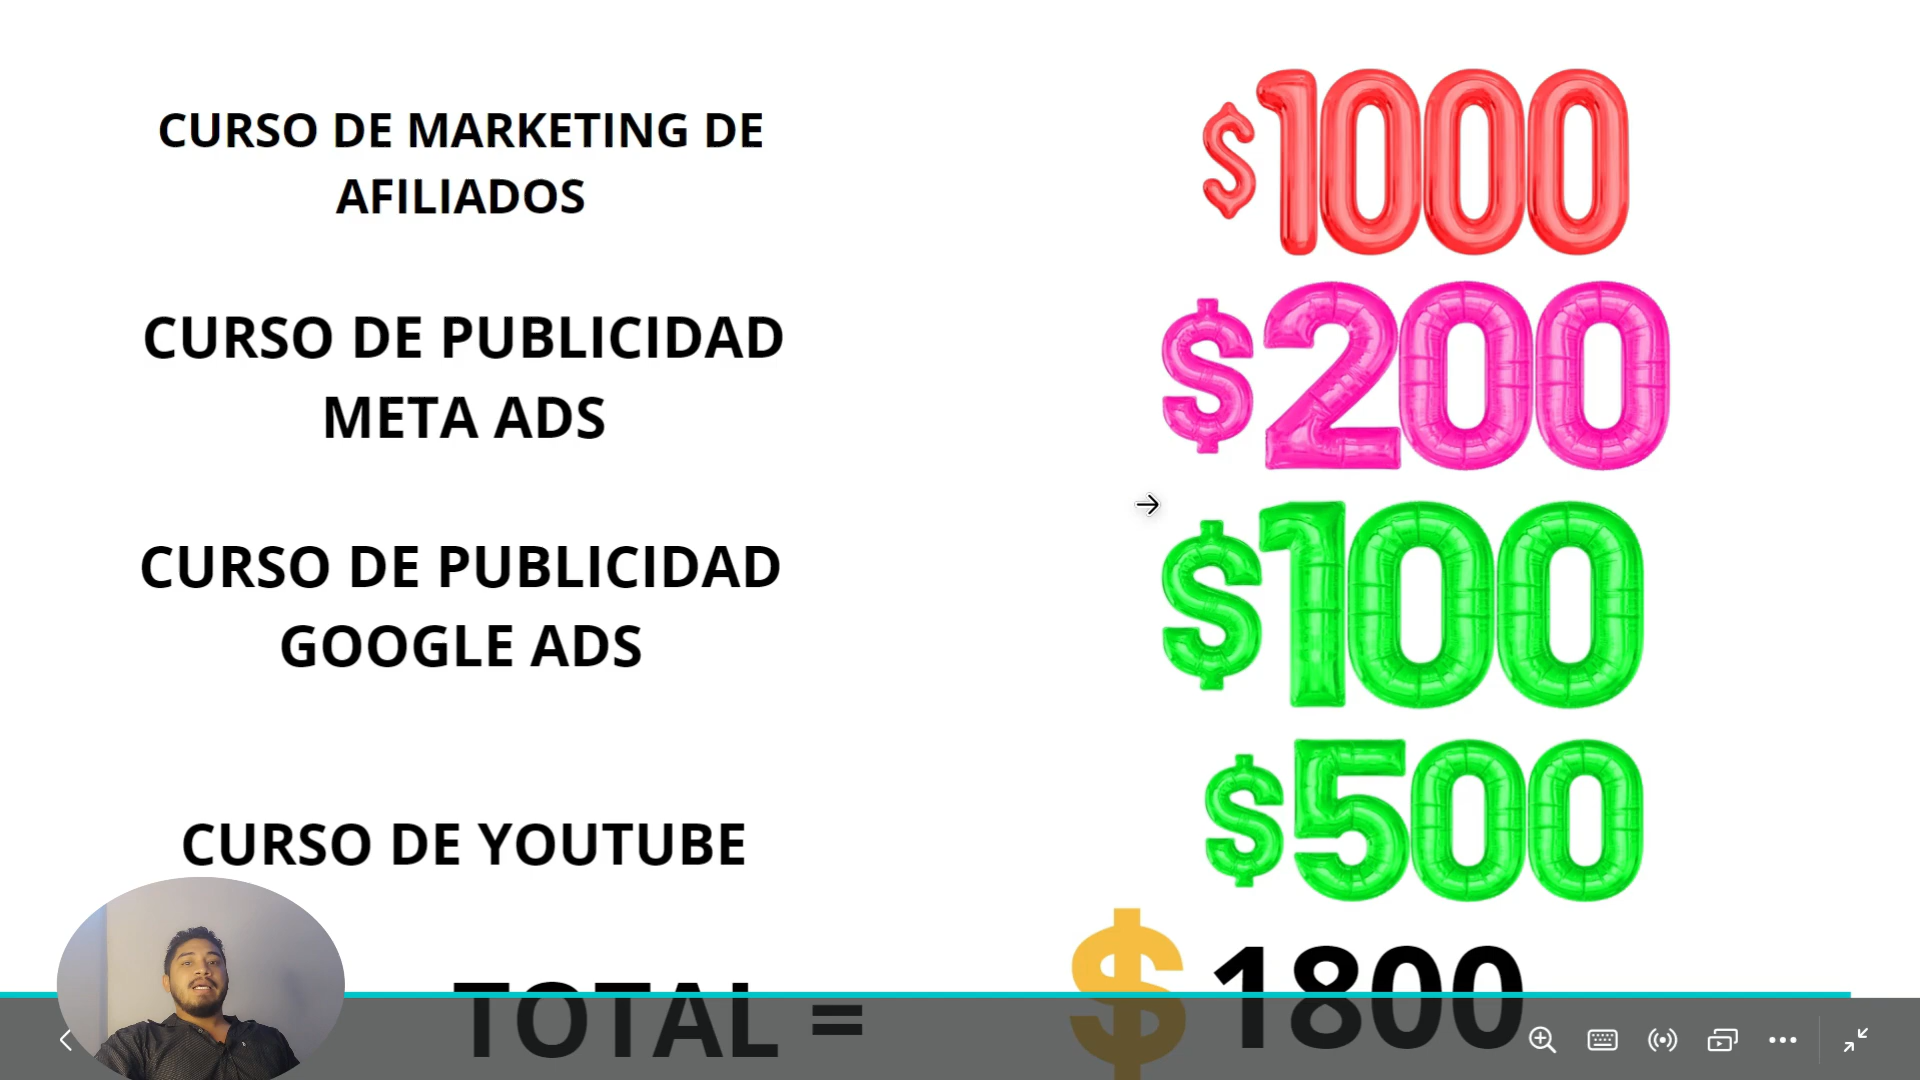 CURSO DE MARKETING DE
AFILIADOS
$1000
CURSO DE PUBLICIDAD
META ADS
$200
CURSO DE PUBLICIDAD
GOOGLE ADS
$100
CURSO DE YOUTUBE
$500
TOTAL = $ 1800